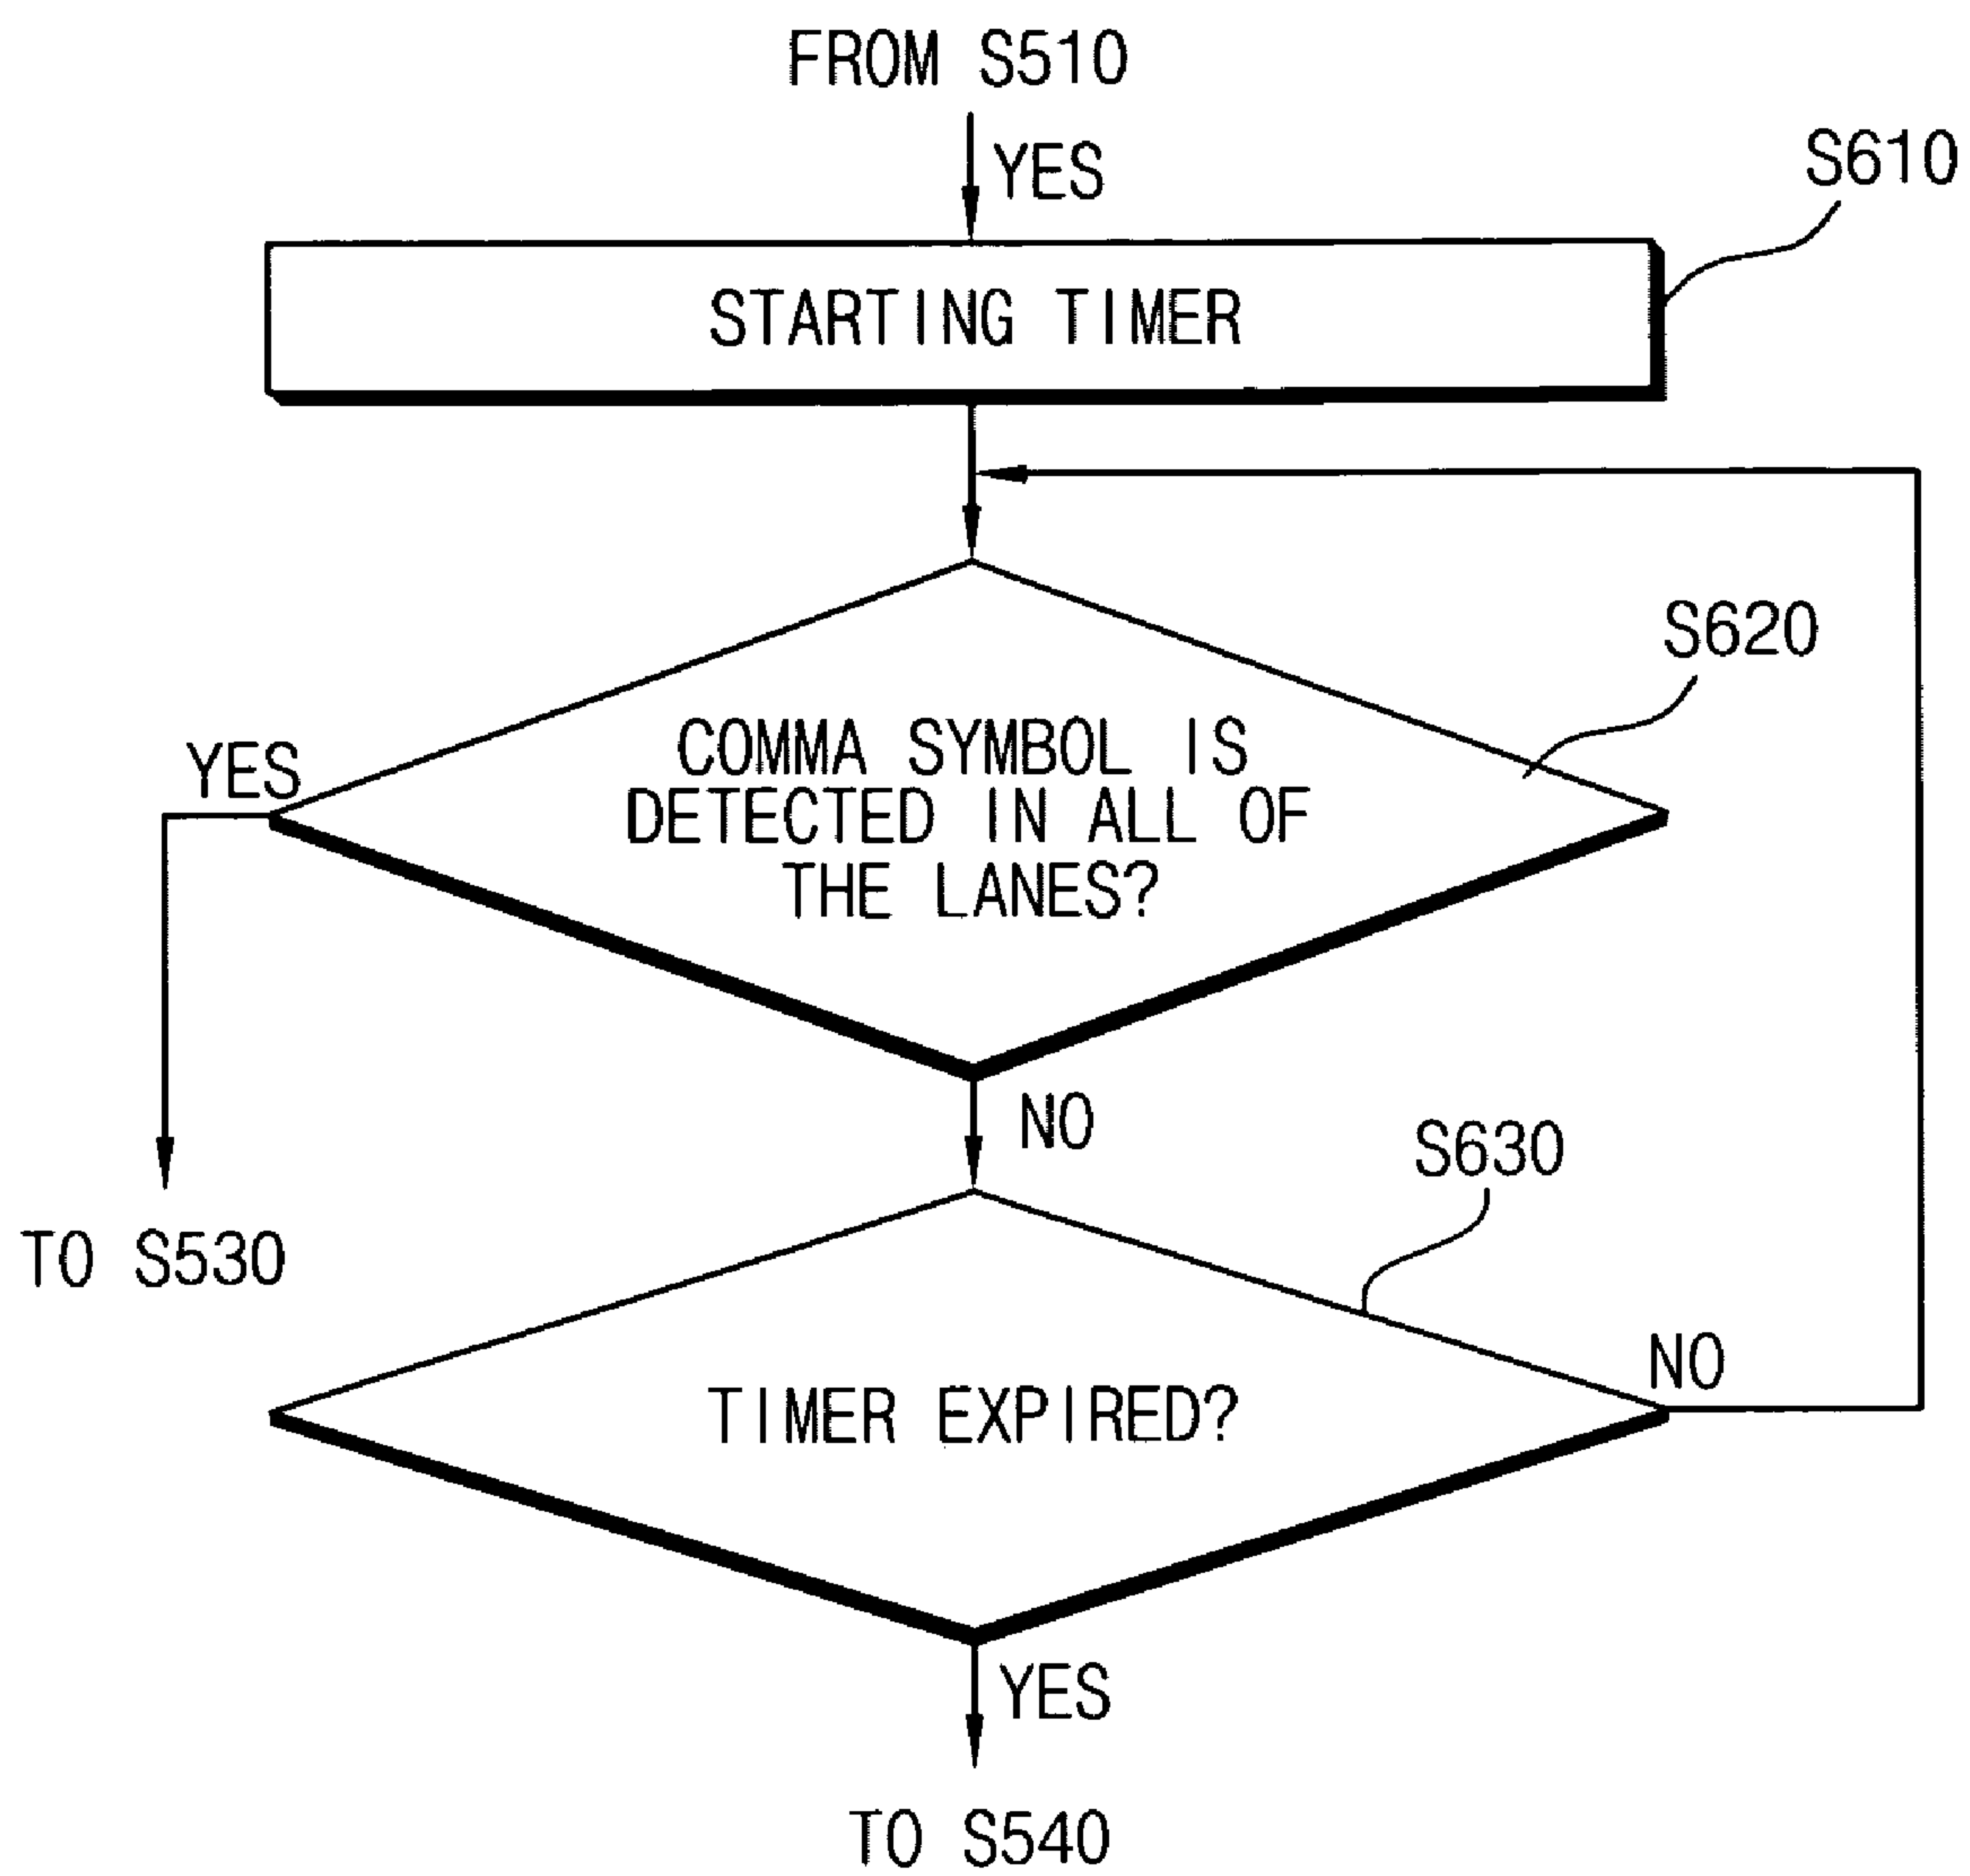 FROM S510
YES
S610
STARTING TIMER
S620
YES
COMMA SYMBOL IS
DETECTED IN ALL OF
THE LANES?
NO
S630
TO S530
NO
TIMER EXPIRED?
YES
TO S540